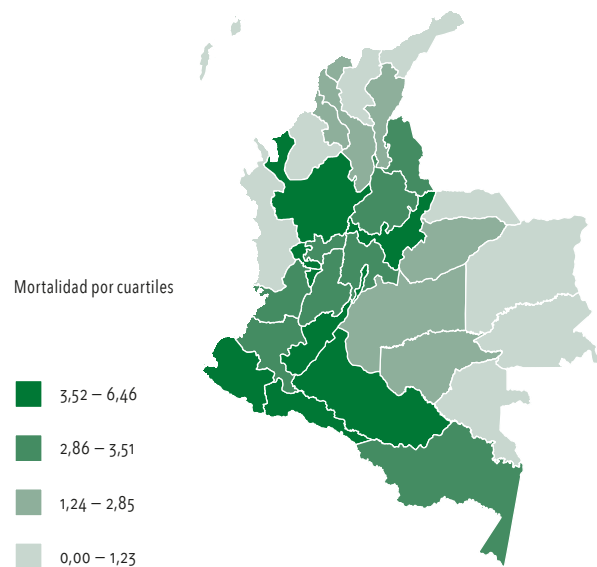 Mortalidad por cuartiles
3,52 – 6,46
2,86 – 3,51
1,24 – 2,85
0,00 – 1,23